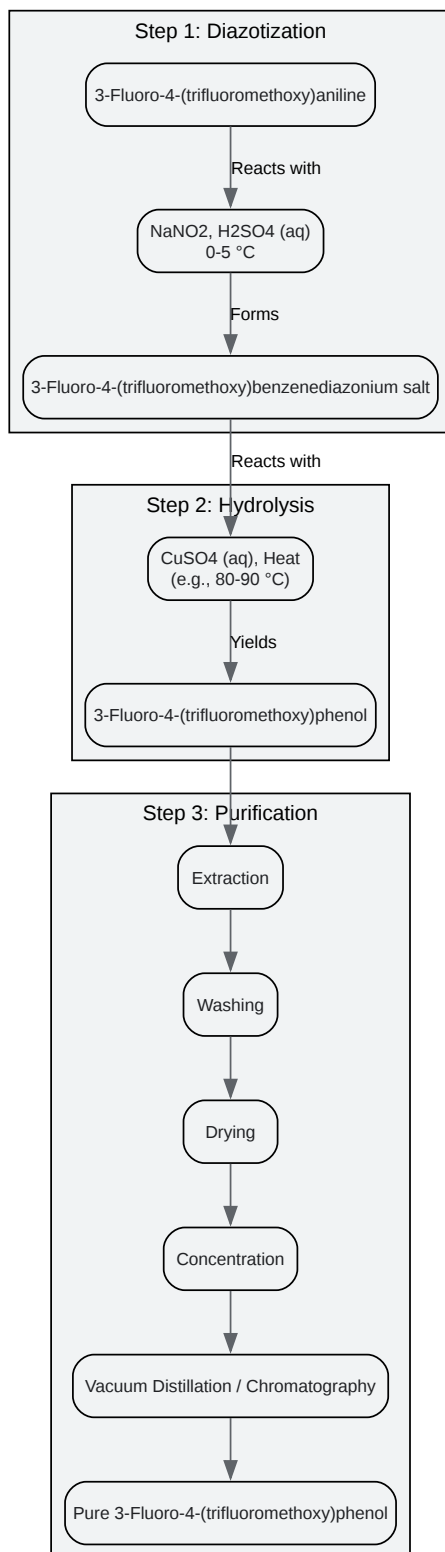 Step 1: Diazotization
3-Fluoro-4-(trifluoromethoxy)aniline
Reacts with
NaNO2, H2SO4 (aq)
0-5 °C
Forms
3-Fluoro-4-(trifluoromethoxy)benzenediazonium salt
Reacts with
Step 2: Hydrolysis
CuSO4 (aq), Heat
(e.g., 80-90 °C)
Yields
3-Fluoro-4-(trifluoromethoxy)phenol
Step 3: Purification
Extraction
Washing
Drying
Concentration
Vacuum Distillation / Chromatography
Pure 3-Fluoro-4-(trifluoromethoxy)phenol